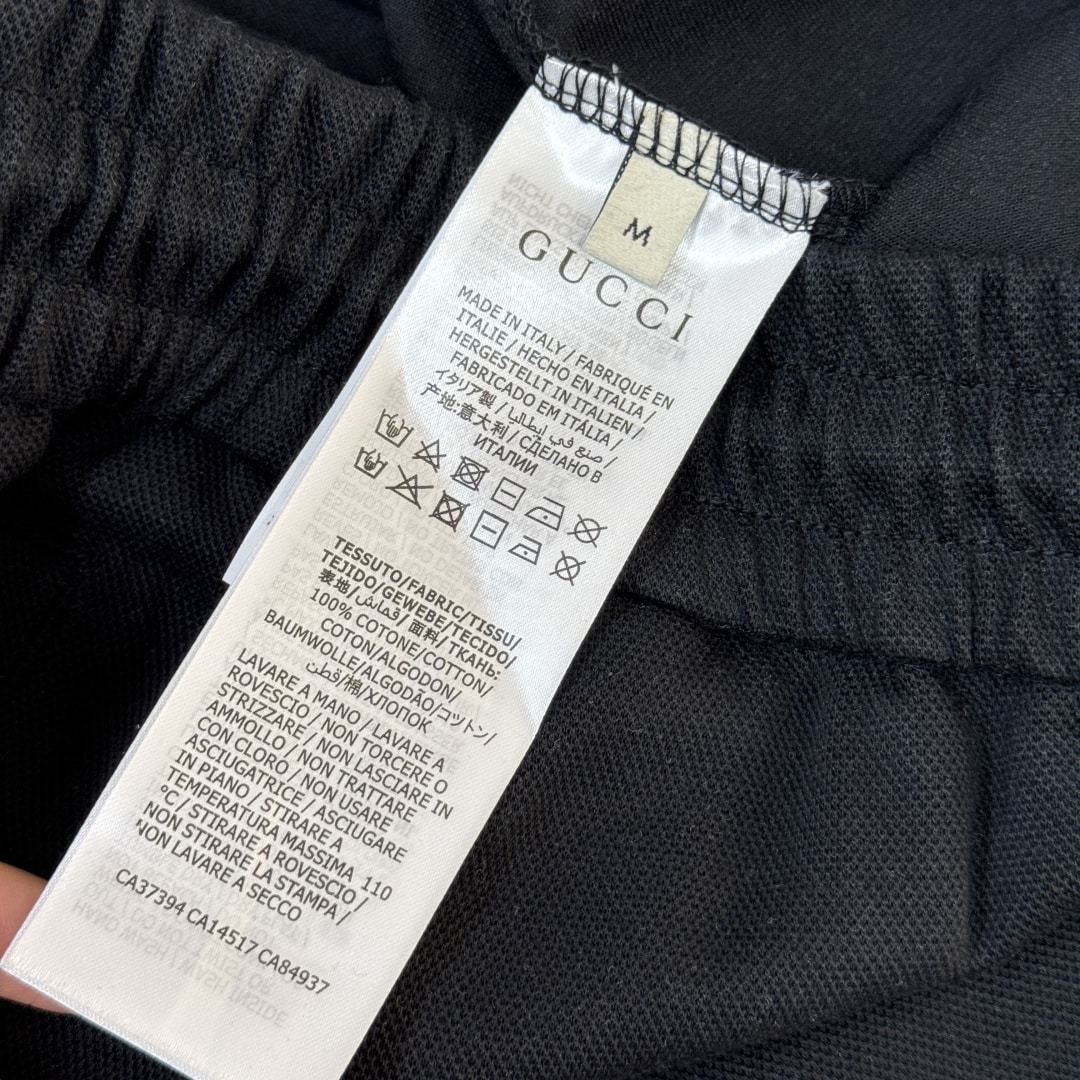 M
GUCCI
MADE IN ITALY / FABRIQUÉ EN
ITALIE / HECHO EN ITALIA /
HERGESTELLT IN ITALIEN /
FABRICADO EM ITÁLIA /
イタリア製 / صنع في إيطاليا /
产地:意大利 / СДЕЛАНО В
ИТАЛИИ
TESSUTO/FABRIC/TISSU/
TEJIDO/GEWEBE/TECIDO/
表地/قماش/面料/ТКАНЬ:
100% COTONE/COTTON/
COTON/ALGODON/
BAUMWOLLE/ALGODÃO/コットン/
قطن/棉/ХЛОПОК
LAVARE A MANO / LAVARE A
ROVESCIO / NON TORCERE O
STRIZZARE / NON LASCIARE IN
AMMOLLO / NON TRATTARE
CON CLORO / NON USARE
ASCIUGATRICE / ASCIUGARE
IN PIANO / STIRARE A
TEMPERATURA MASSIMA 110
°C / STIRARE A ROVESCIO /
NON STIRARE LA STAMPA /
NON LAVARE A SECCO
CA37394 CA14517 CA84937